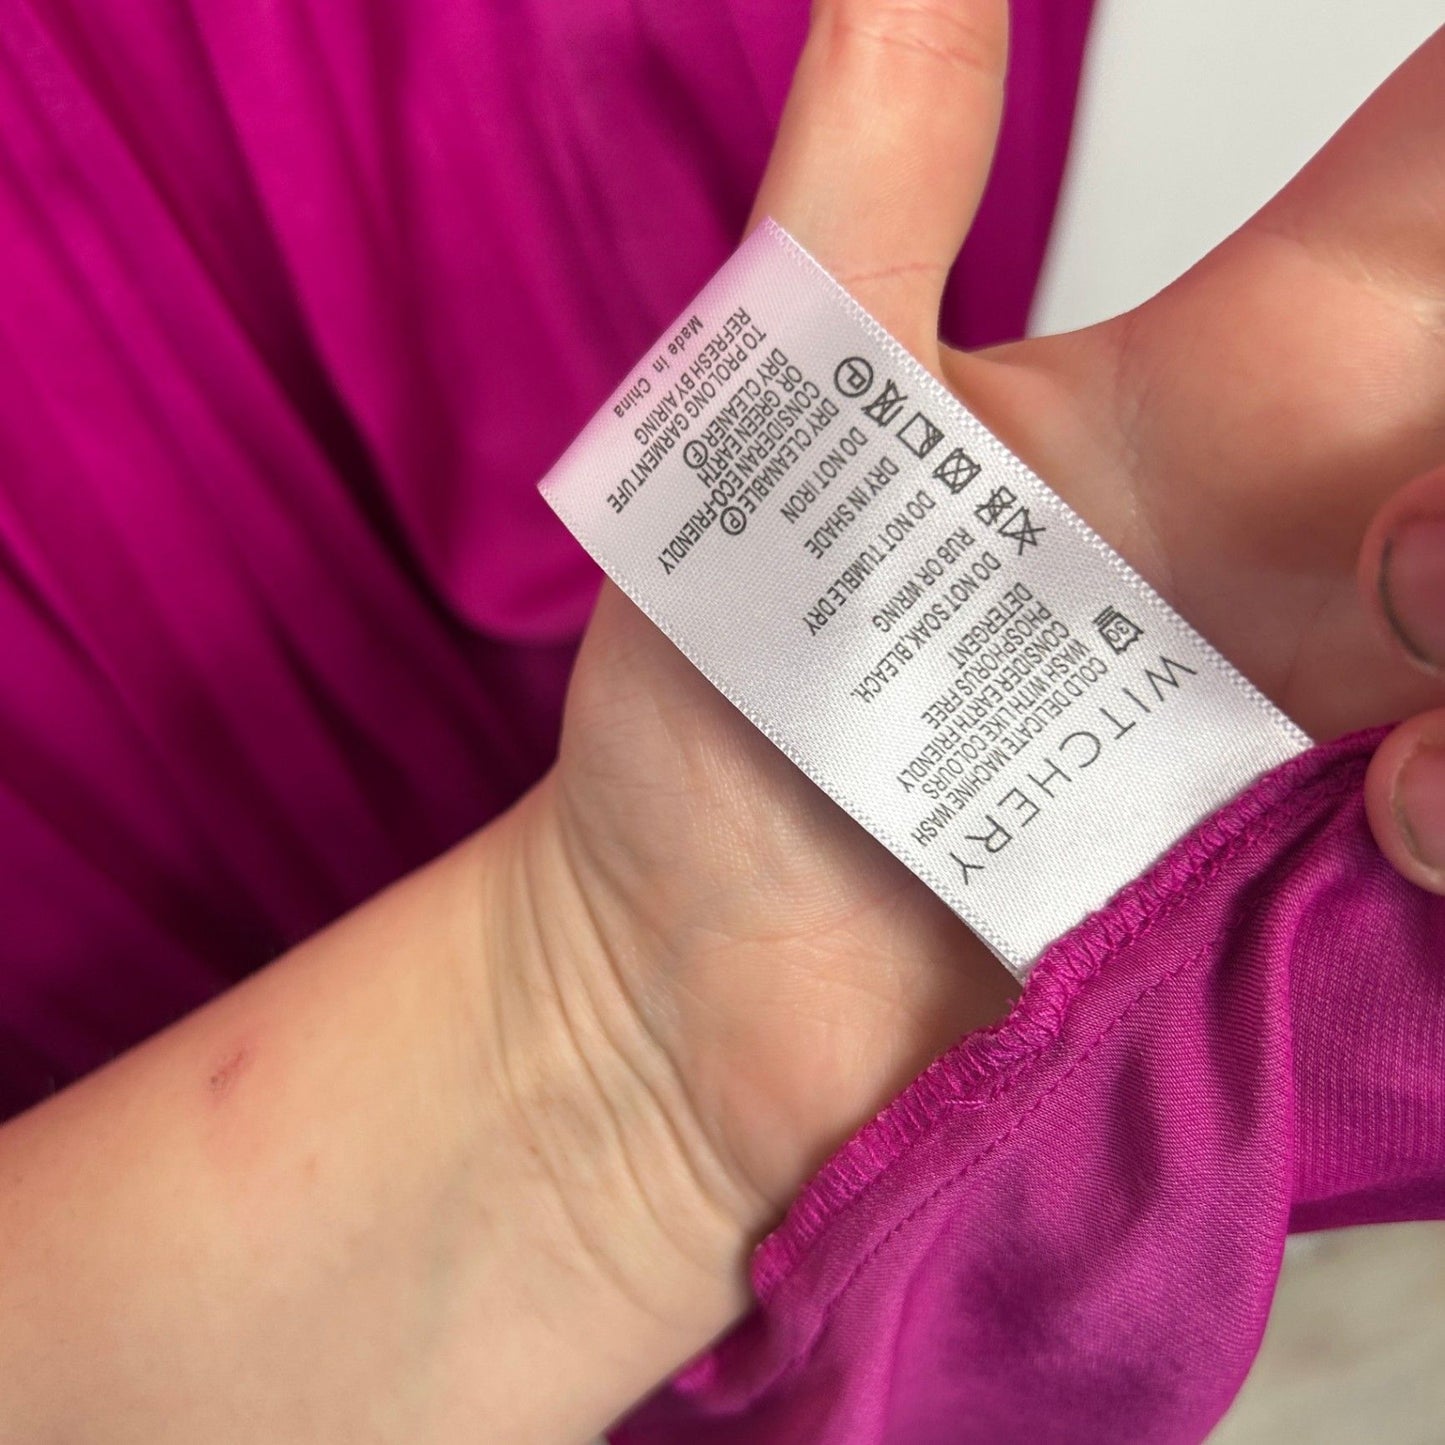 WITCHERY
30
COLD DELICATE MACHINE WASH
WASH WITH LIKE COLOURS
CONSIDER EARTH FRIENDLY
PHOSPHORUS FREE
DETERGENT
DO NOT SOAK, BLEACH,
RUB OR WRING
DO NOT TUMBLE DRY
DRY IN SHADE
DO NOT IRON
P
DRY CLEANABLE Ⓟ
CONSIDER AN ECO-FRIENDLY
OR GREEN EARTH
DRY CLEANER Ⓕ
TO PROLONG GARMENT LIFE
REFRESH BY AIRING
Made in China